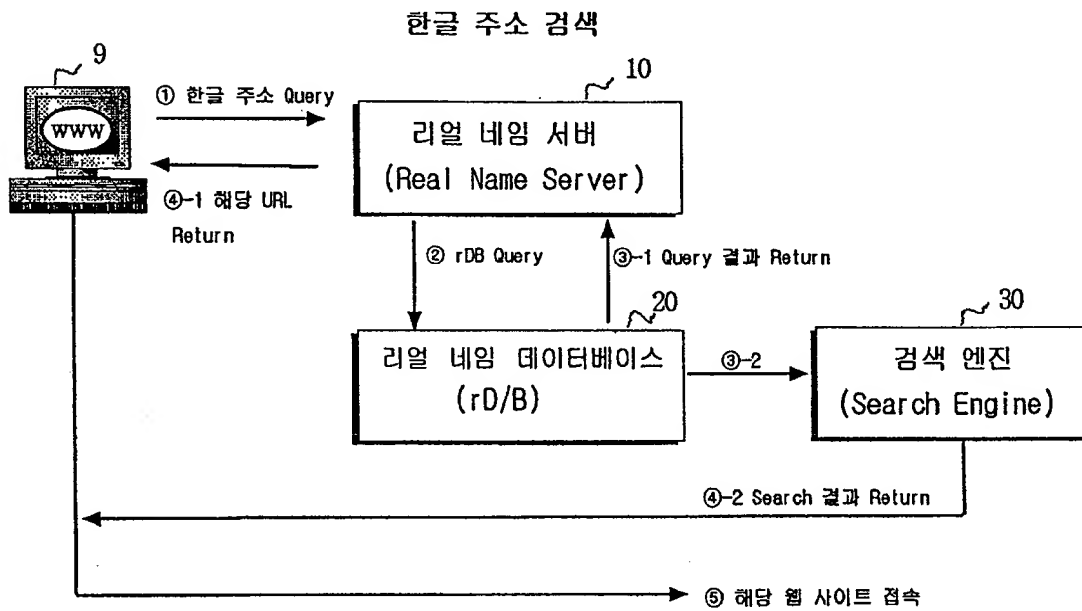 한글 주소 검색
9
10
① 한글 주소 Query
WWW
리얼 네임 서버
(Real Name Server)
④-1 해당 URL
Return
② rDB Query
③-1 Query 결과 Return
20
30
리얼 네임 데이터베이스
(rD/B)
③-2
검색 엔진
(Search Engine)
④-2 Search 결과 Return
⑤ 해당 웹 사이트 접속